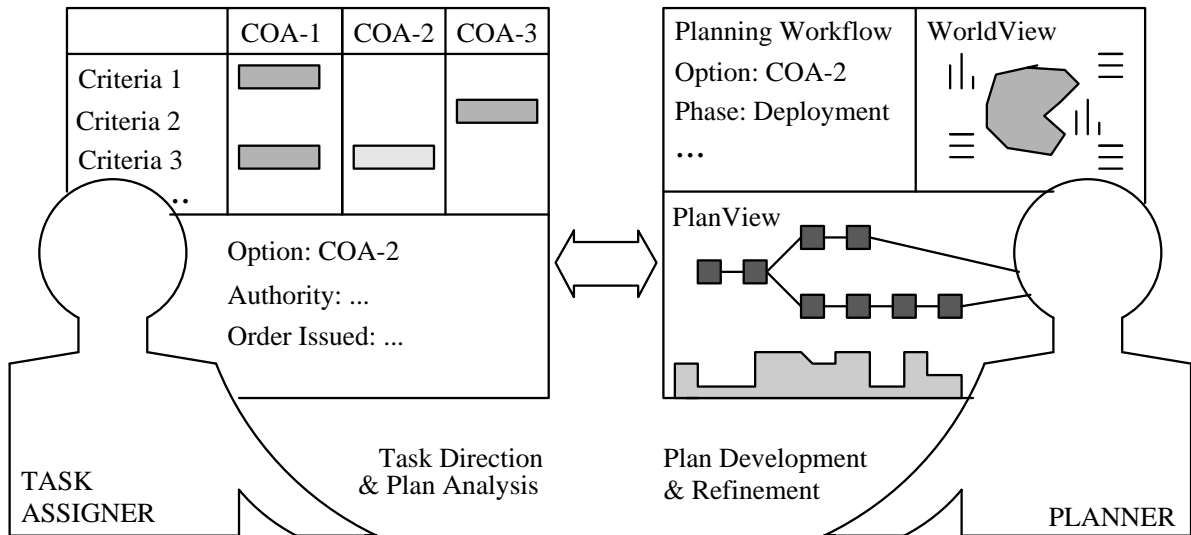 COA-1 COA-2 COA-3
Criteria 1
Criteria 2
Criteria 3
..
Option: COA-2
Authority: ...
Order Issued: ...
Planning Workflow
Option: COA-2
Phase: Deployment
...
WorldView
PlanView
Task Direction
& Plan Analysis
Plan Development
& Refinement
TASK
ASSIGNER
PLANNER